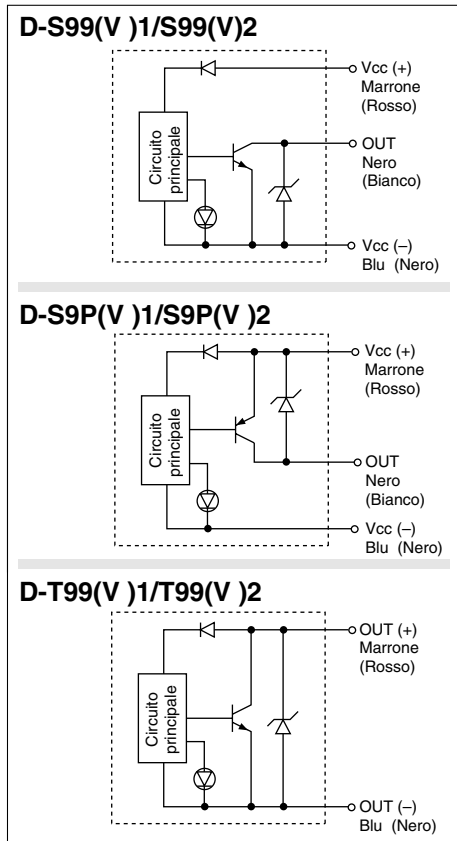 D-S99(V )1/S99(V)2
Vcc (+)
Marrone
(Rosso)
Circuito
principale
OUT
Nero
(Bianco)
Vcc (–)
Blu (Nero)
D-S9P(V )1/S9P(V )2
Vcc (+)
Marrone
(Rosso)
Circuito
principale
OUT
Nero
(Bianco)
Vcc (–)
Blu (Nero)
D-T99(V )1/T99(V )2
OUT (+)
Marrone
(Rosso)
Circuito
principale
OUT (–)
Blu (Nero)